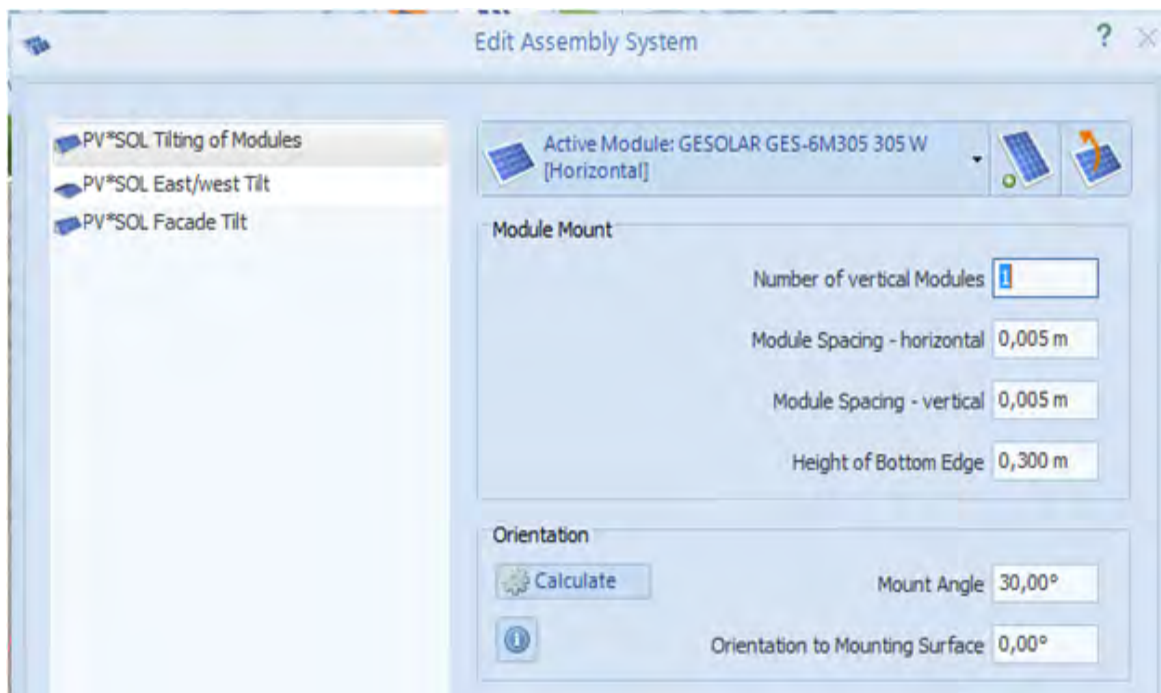 Edit Assembly System
?
PV*SOL Tilting of Modules
PV*SOL East/west Tilt
PV*SOL Facade Tilt
Active Module: GESOLAR GES-6M305 305 W
[Horizontal]
Module Mount
Number of vertical Modules 1
Module Spacing - horizontal 0,005 m
Module Spacing - vertical 0,005 m
Height of Bottom Edge 0,300 m
Orientation
Calculate
Mount Angle 30,00°
Orientation to Mounting Surface 0,00°